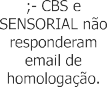 ;- CBS e
SENSORIAL não
responderam
email de
homologação.